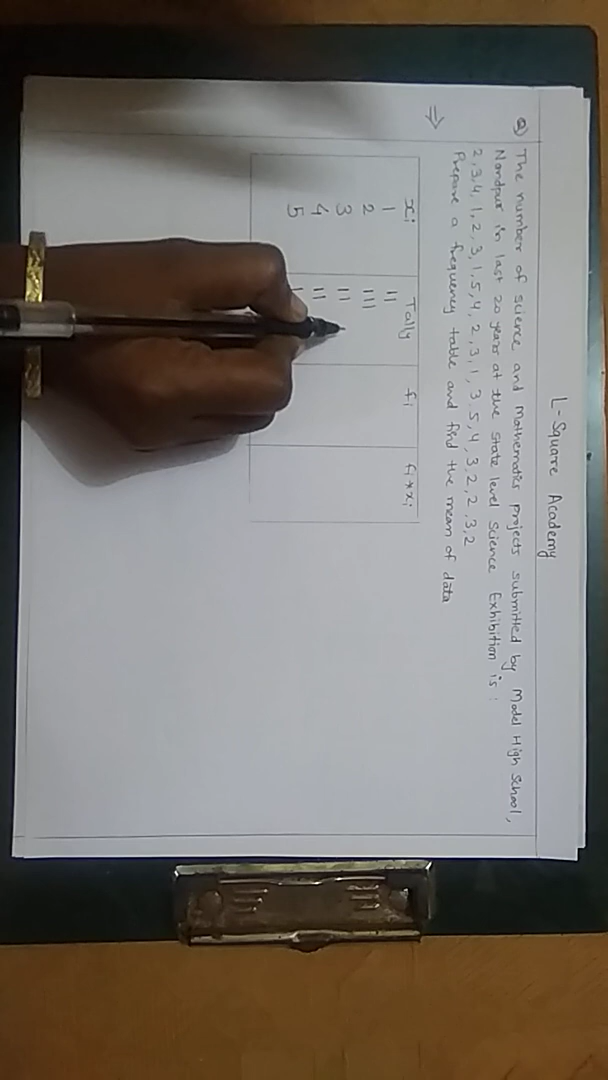 L-Square Academy
Q) The number of science and Mathematics projects submitted by Model High School,
Nandpur in last 20 years at the state level Science Exhibition is :
2,3,4,1,2,3,1,5,4,2,3,1,3,5,4,3,2,2,3,2
Prepare a frequency table and find the mean of data
⇒
xi Tally fi fi*xi
1 ||
2 |||
3 ||
4 ||
5 |